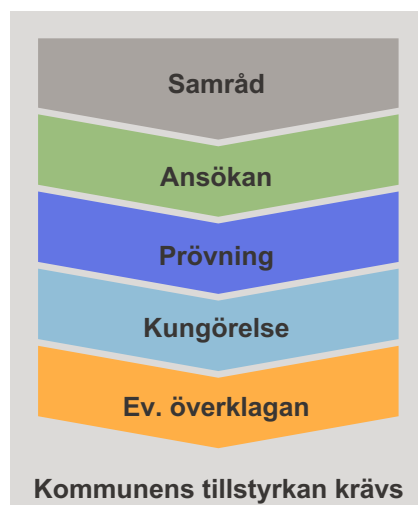 Samråd
Ansökan
Prövning
Kungörelse
Ev. överklagan
Kommunens tillstyrkan krävs